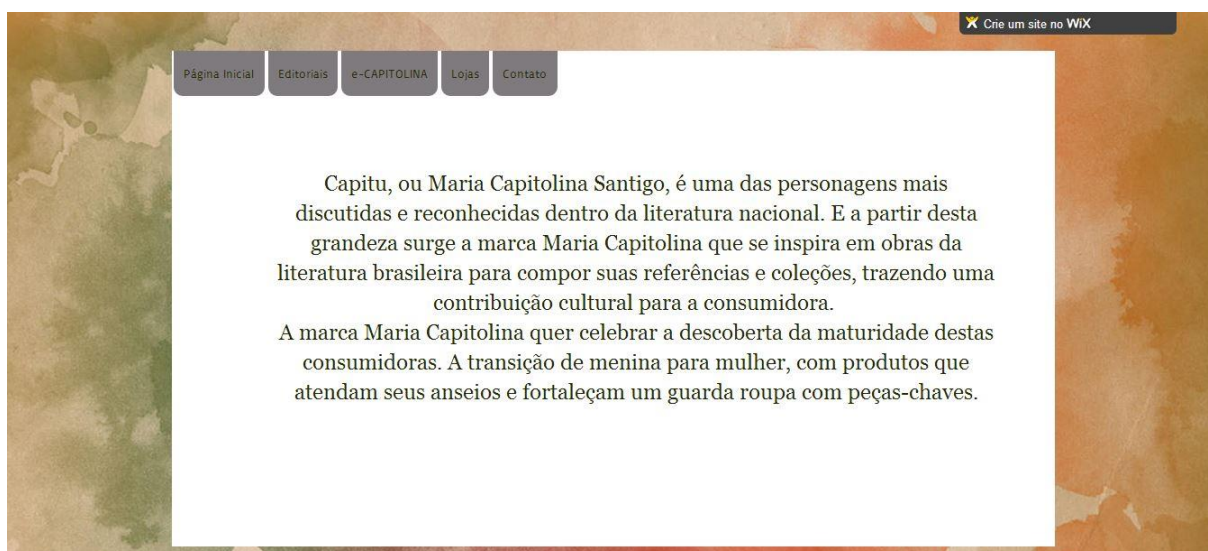 Crie um site no WiX
Página Inicial Editoriais e-CAPITOLINA Lojas Contato
Capitu, ou Maria Capitolina Santigo, é uma das personagens mais
discutidas e reconhecidas dentro da literatura nacional. E a partir desta
grandeza surge a marca Maria Capitolina que se inspira em obras da
literatura brasileira para compor suas referências e coleções, trazendo uma
contribuição cultural para a consumidora.
A marca Maria Capitolina quer celebrar a descoberta da maturidade destas
consumidoras. A transição de menina para mulher, com produtos que
atendam seus anseios e fortaleçam um guarda roupa com peças-chaves.